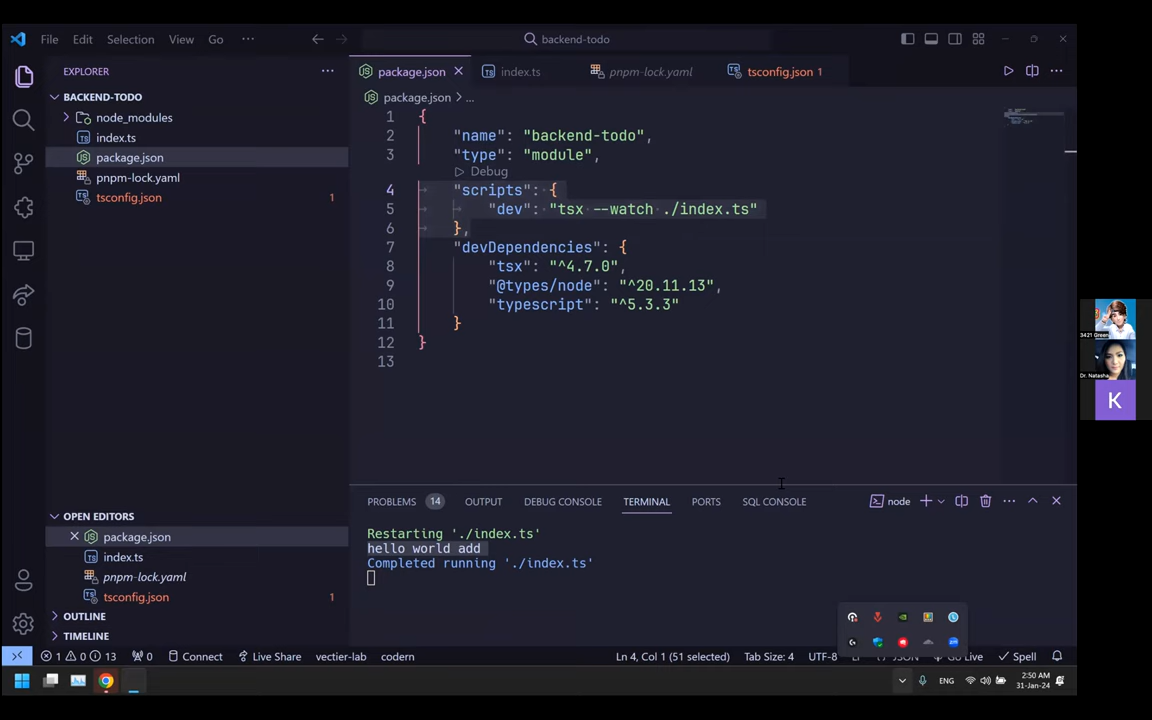 File Edit Selection View Go ··· backend-todo
EXPLORER ···
package.json index.ts pnpm-lock.yaml tsconfig.json 1 ···
BACKEND-TODO
node_modules
index.ts
package.json
pnpm-lock.yaml
tsconfig.json 1
package.json > ...
1 {
2 "name": "backend-todo",
3 "type": "module",
Debug
4 "scripts": {
5 "dev": "tsx --watch ./index.ts"
6 },
7 "devDependencies": {
8 "tsx": "^4.7.0",
9 "@types/node": "^20.11.13",
10 "typescript": "^5.3.3"
11 }
12 }
13
3421 Green
Dr. Natasha
K
PROBLEMS 14 OUTPUT DEBUG CONSOLE TERMINAL PORTS SQL CONSOLE node
Restarting './index.ts'
hello world add
Completed running './index.ts'
OPEN EDITORS
package.json
index.ts
pnpm-lock.yaml
tsconfig.json 1
OUTLINE
TIMELINE
1 0 13 0 Connect Live Share vectier-lab codern Ln 4, Col 1 (51 selected) Tab Size: 4 UTF-8 Go Live Spell
ENG 2:50 AM
31-Jan-24